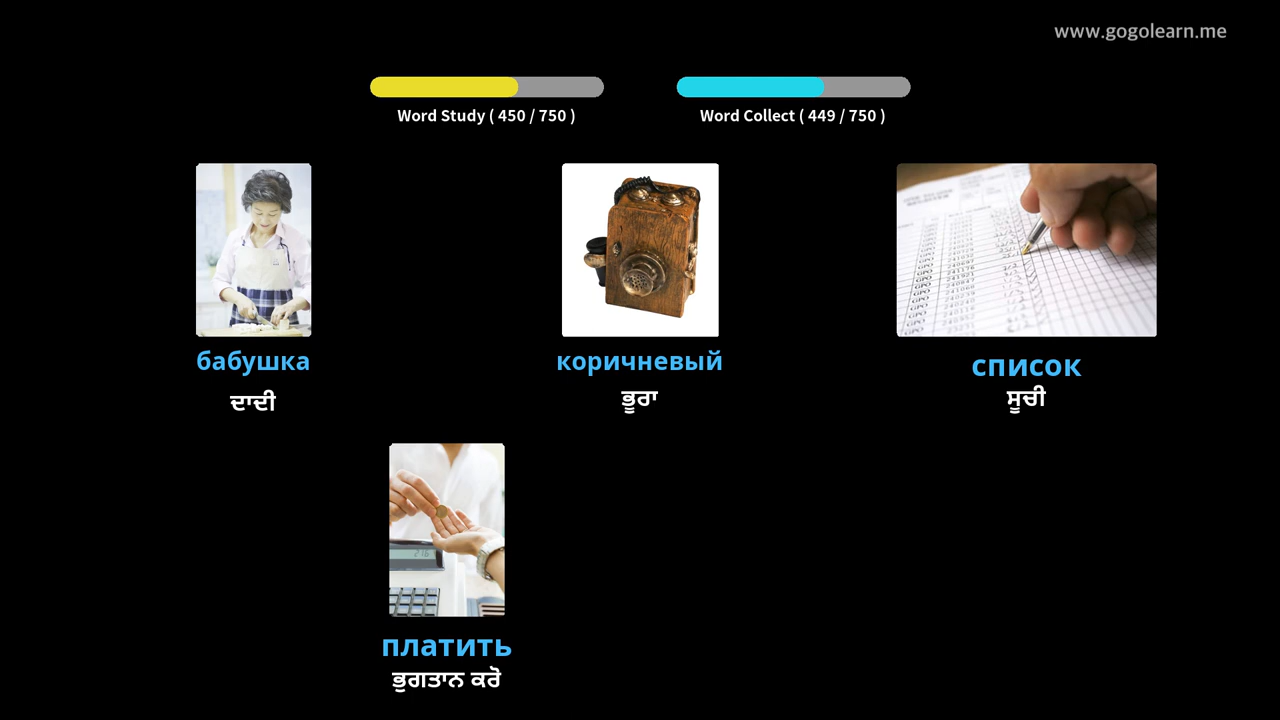 www.gogolearn.me
Word Study ( 450 / 750 )
Word Collect ( 449 / 750 )
бабушка
ਦਾਦੀ
коричневый
ਭੂਰਾ
список
ਸੂਚੀ
платить
ਭੁਗਤਾਨ ਕਰੋ